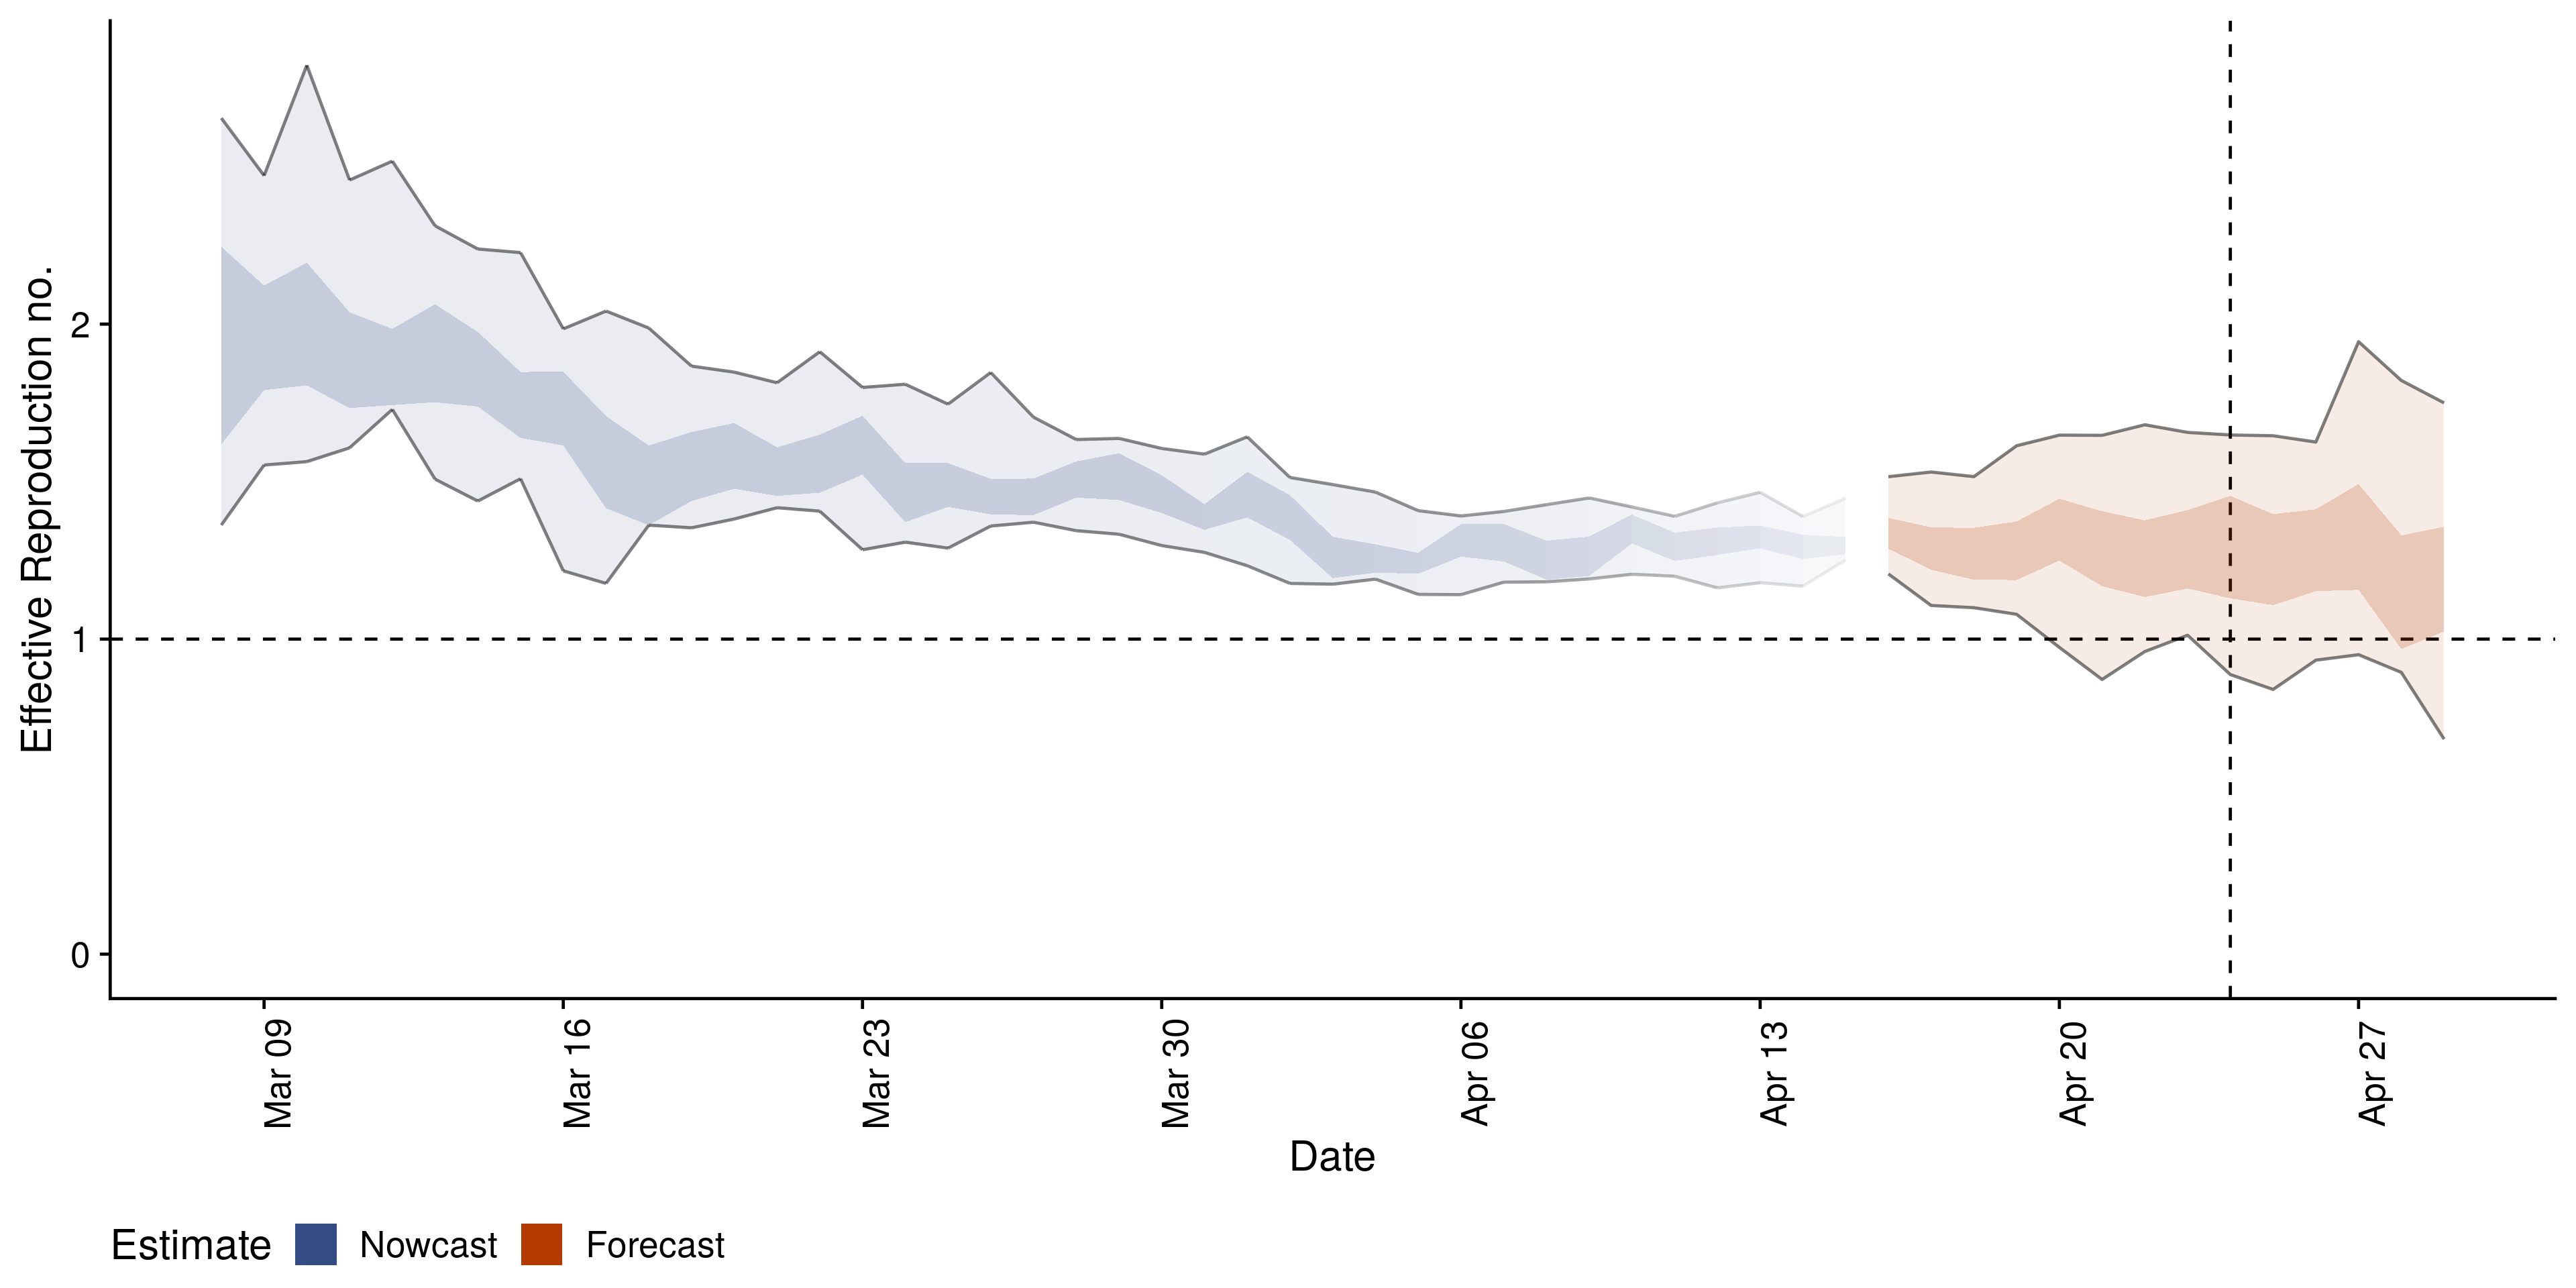 Effective Reproduction no.
2
1
0
Mar 09
Mar 16
Mar 23
Mar 30
Apr 06
Apr 13
Apr 20
Apr 27
Date
Estimate Nowcast Forecast